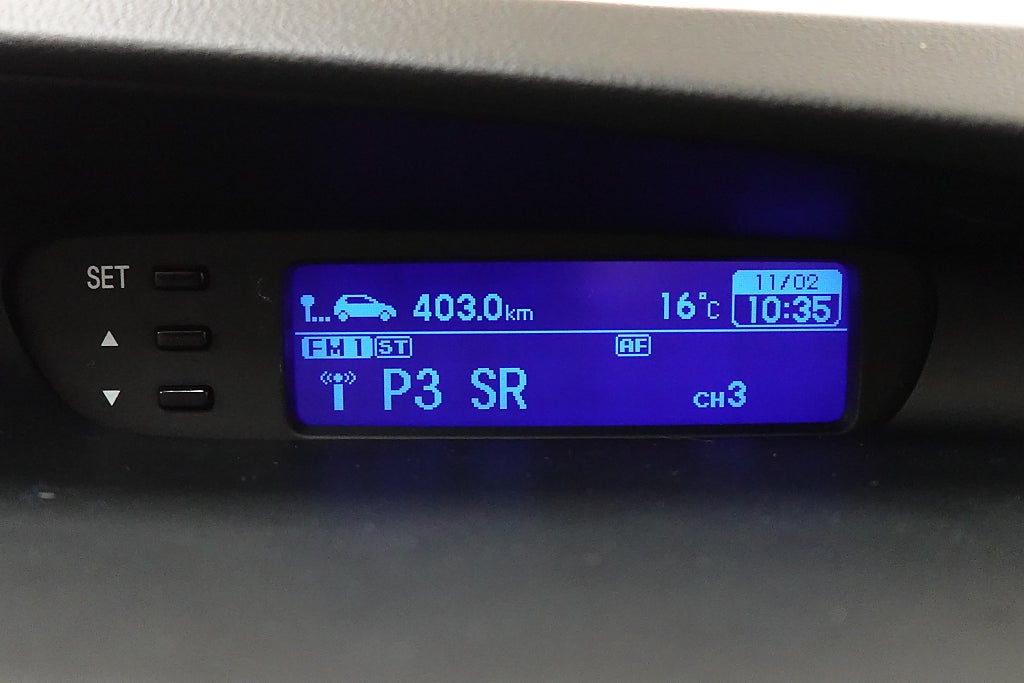 SET
▲
▼
... 403.0km 16°C
11/02
10:35
FM1 ST AF
P3 SR CH3